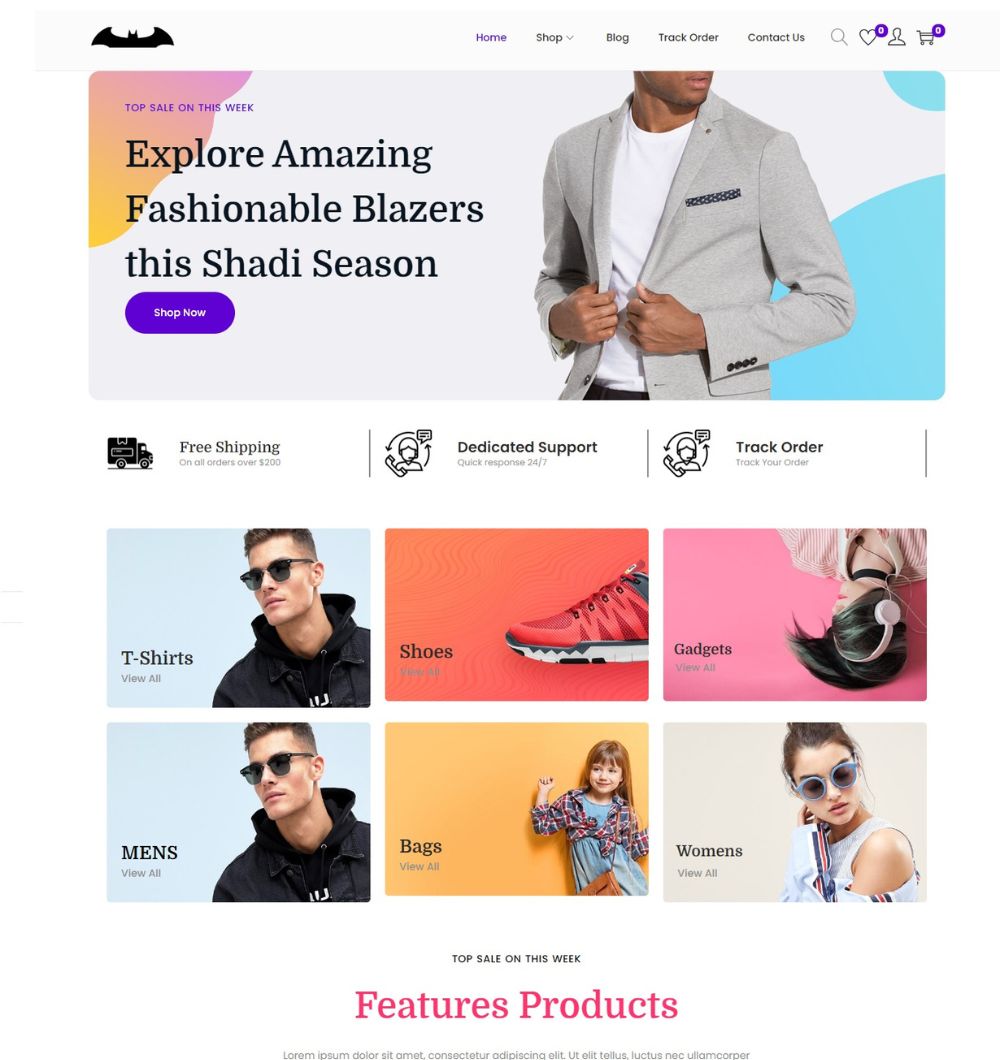 Home Shop Blog Track Order Contact Us 0 0
TOP SALE ON THIS WEEK
Explore Amazing
Fashionable Blazers
this Shadi Season
Shop Now
Free Shipping
On all orders over $200
Dedicated Support
Quick response 24/7
Track Order
Track Your Order
T-Shirts
View All
Shoes
View All
Gadgets
View All
MENS
View All
Bags
View All
Womens
View All
TOP SALE ON THIS WEEK
Features Products
Lorem ipsum dolor sit amet, consectetur adipiscing elit. Ut elit tellus, luctus nec ullamcorper